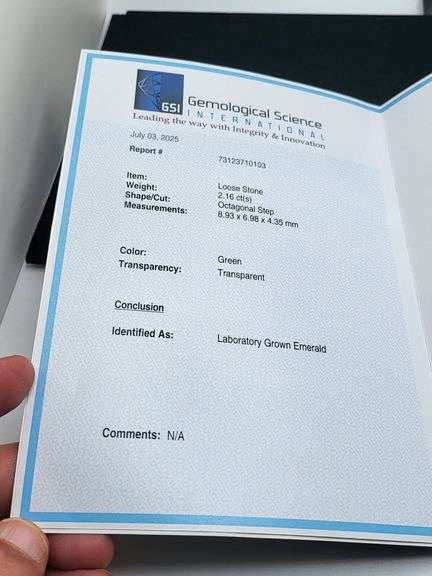 GSI
Gemological Science
INTERNATIONAL
Leading the way with Integrity & Innovation
July 03, 2025
Report # 73123710103
Item: Loose Stone
Weight: 2.16 ct(s)
Shape/Cut: Octagonal Step
Measurements: 8.93 x 6.98 x 4.35 mm
Color: Green
Transparency: Transparent
Conclusion
Identified As: Laboratory Grown Emerald
Comments: N/A